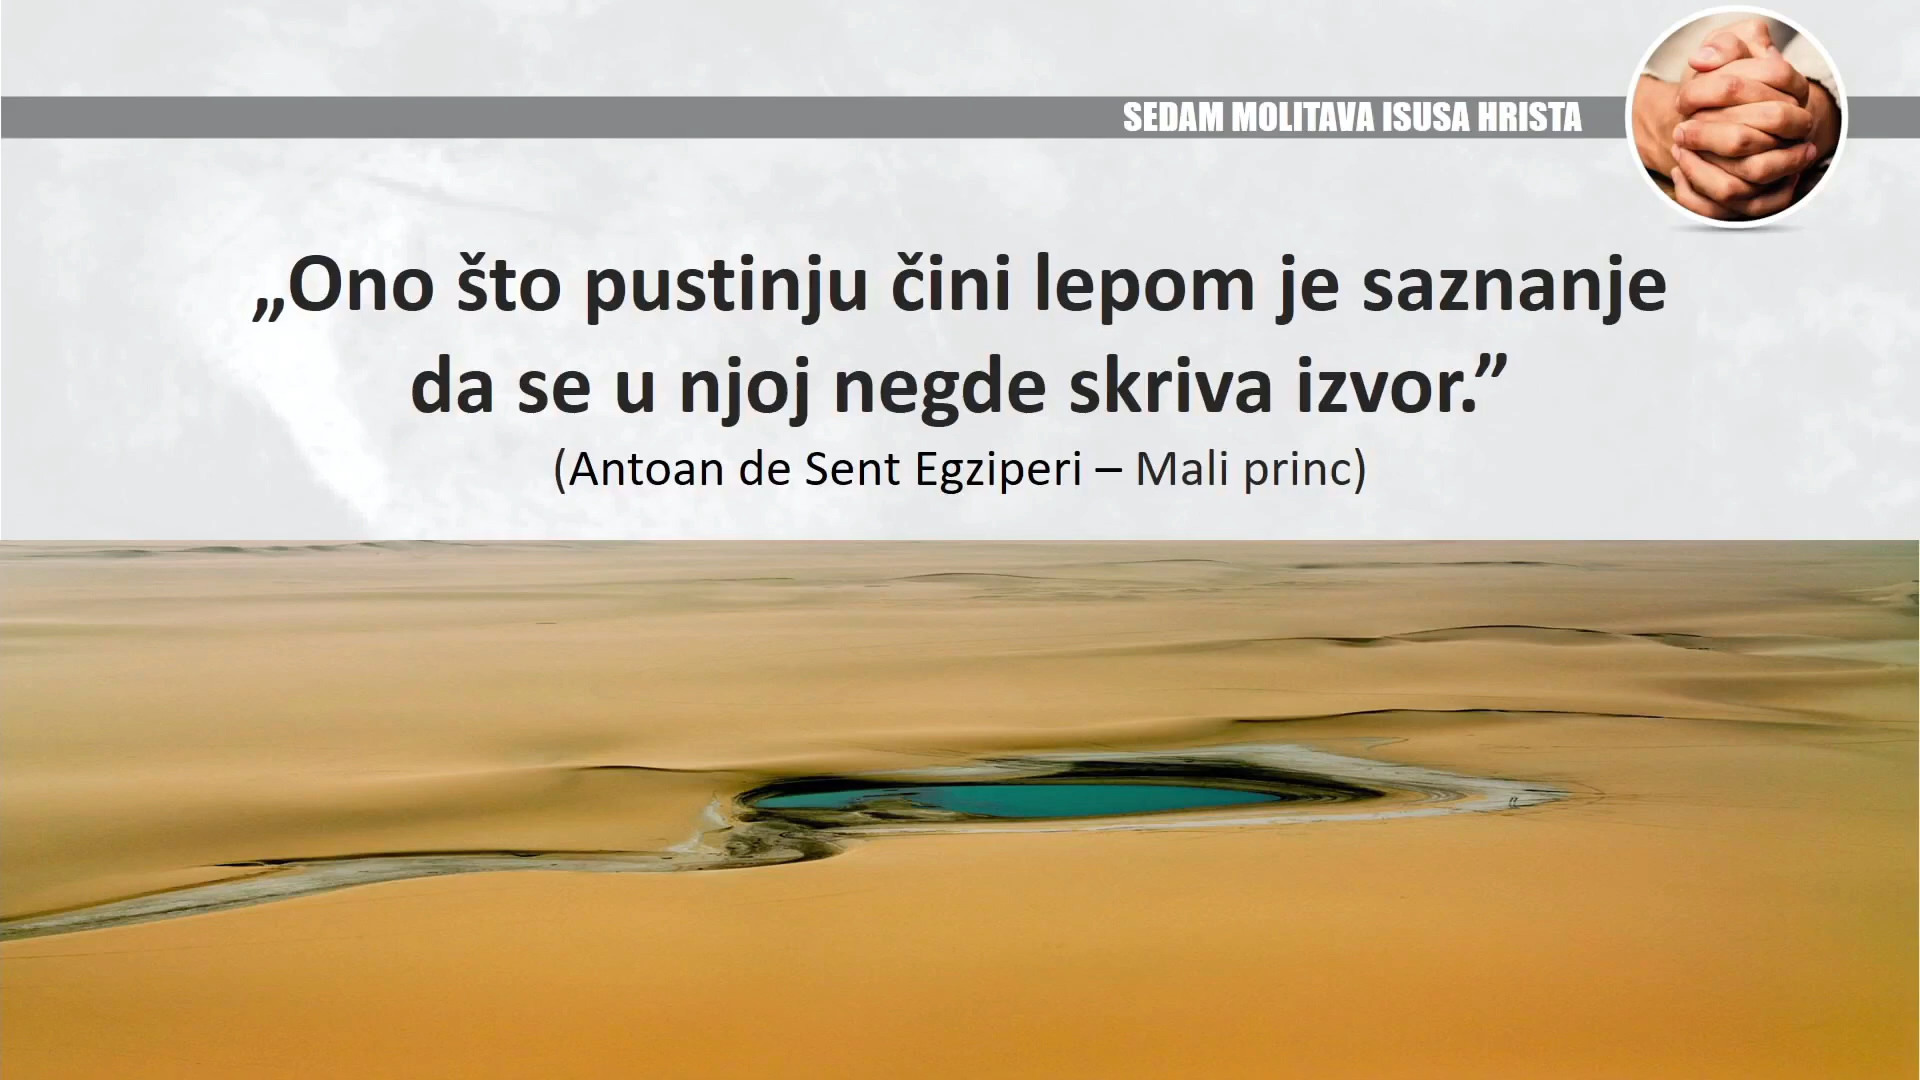 SEDAM MOLITAVA ISUSA HRISTA
„Ono što pustinju čini lepom je saznanje
da se u njoj negde skriva izvor.”
(Antoan de Sent Egziperi – Mali princ)